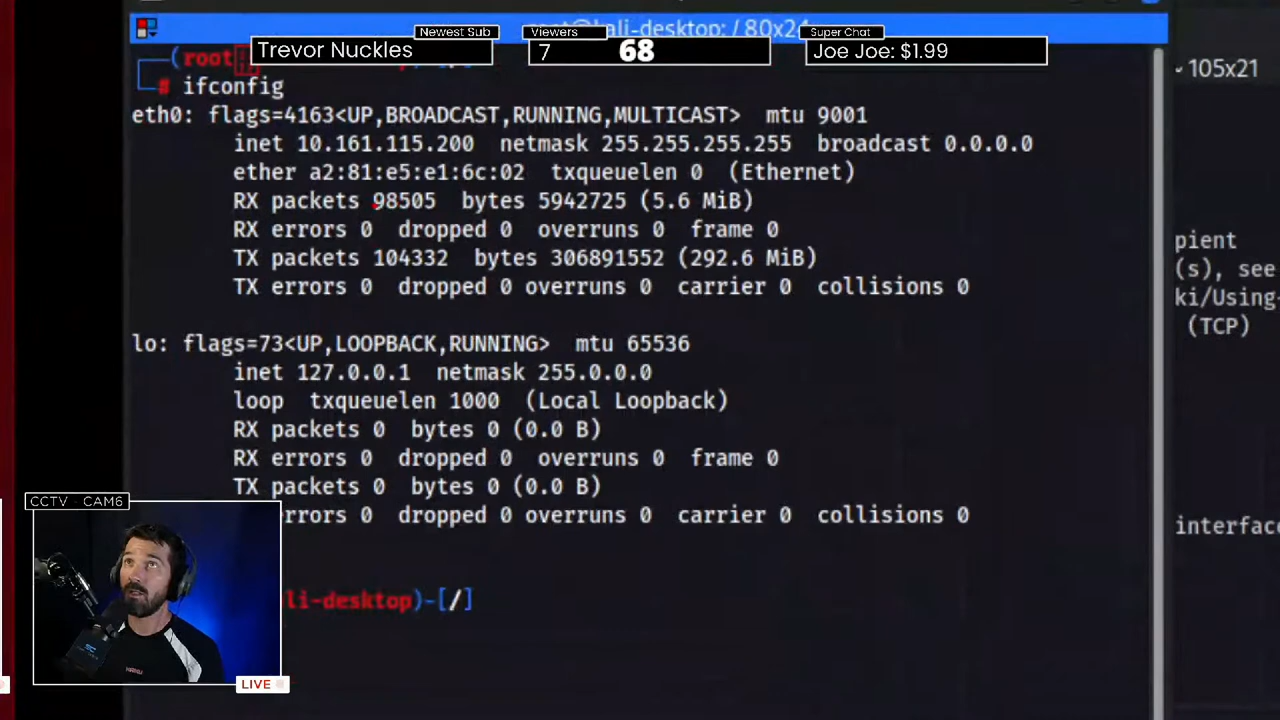 root@kali-desktop: / 80x24
Newest Sub
Trevor Nuckles
Viewers
7
68
Super Chat
Joe Joe: $1.99
~ 105x21
(root
# ifconfig
eth0: flags=4163<UP,BROADCAST,RUNNING,MULTICAST> mtu 9001
inet 10.161.115.200 netmask 255.255.255.255 broadcast 0.0.0.0
ether a2:81:e5:e1:6c:02 txqueuelen 0 (Ethernet)
RX packets 98505 bytes 5942725 (5.6 MiB)
RX errors 0 dropped 0 overruns 0 frame 0
TX packets 104332 bytes 306891552 (292.6 MiB)
TX errors 0 dropped 0 overruns 0 carrier 0 collisions 0
lo: flags=73<UP,LOOPBACK,RUNNING> mtu 65536
inet 127.0.0.1 netmask 255.0.0.0
loop txqueuelen 1000 (Local Loopback)
RX packets 0 bytes 0 (0.0 B)
RX errors 0 dropped 0 overruns 0 frame 0
TX packets 0 bytes 0 (0.0 B)
errors 0 dropped 0 overruns 0 carrier 0 collisions 0
li-desktop)-[/]
pient
(s), see
ki/Using-
(TCP)
interface
CCTV - CAM6
LIVE